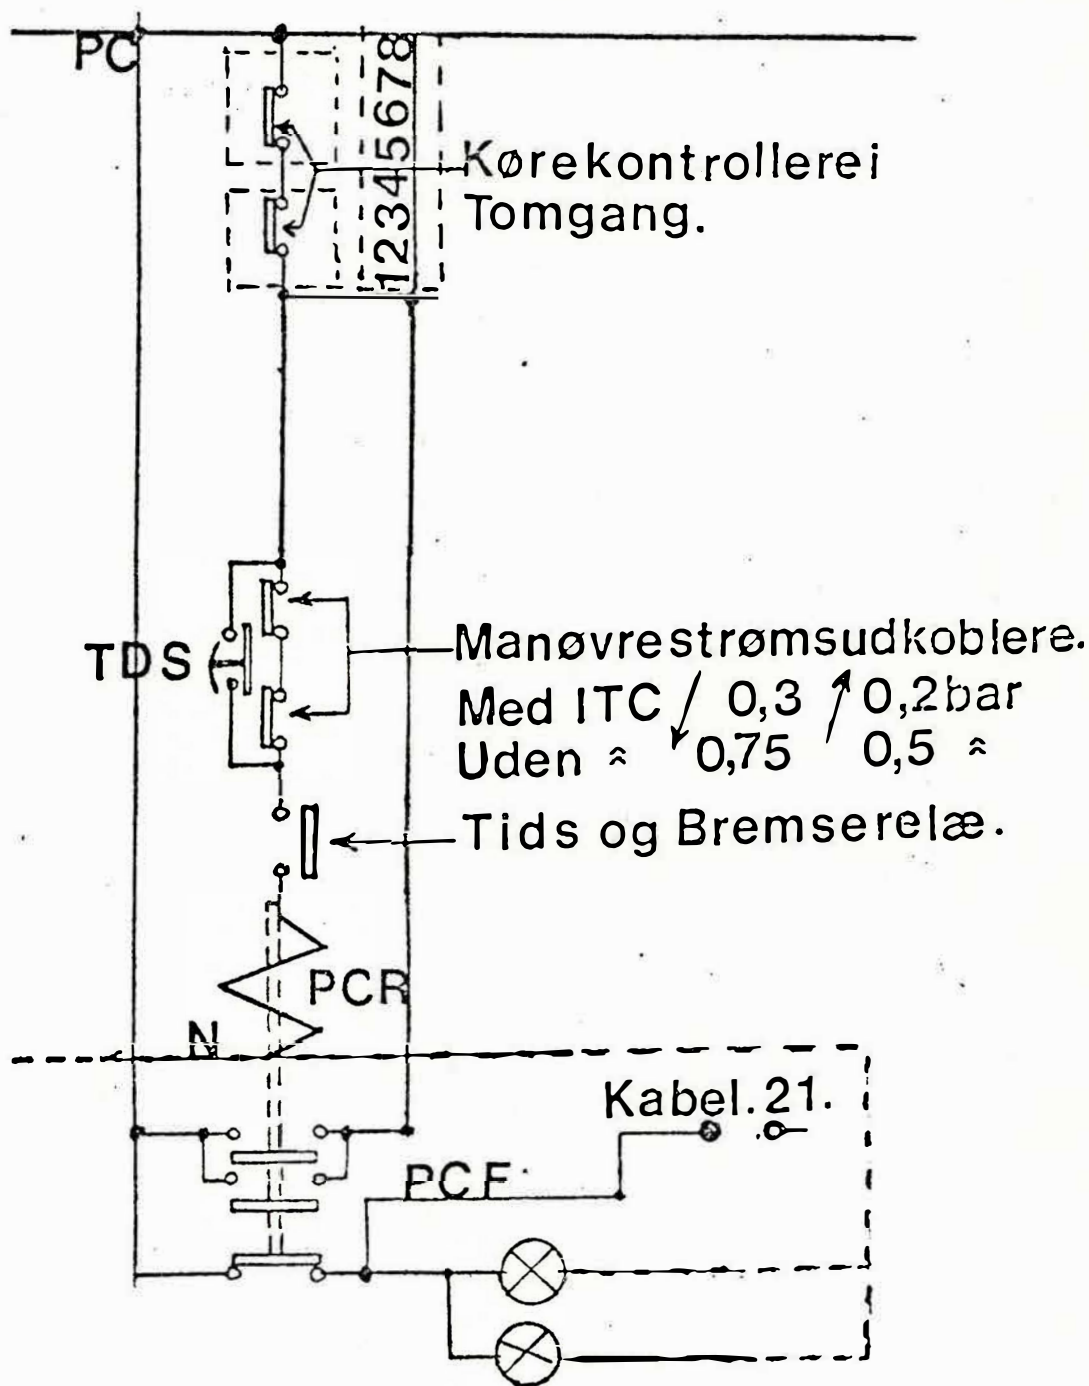 PC
12345678
Kørekontrollerei
Tomgang.
TDS
Manøvrestrømsudkoblere.
Med ITC 0,3 0,2bar
Uden " 0,75 0,5 "
Tids og Bremserelæ.
PCR
N
Kabel.21.
PCF